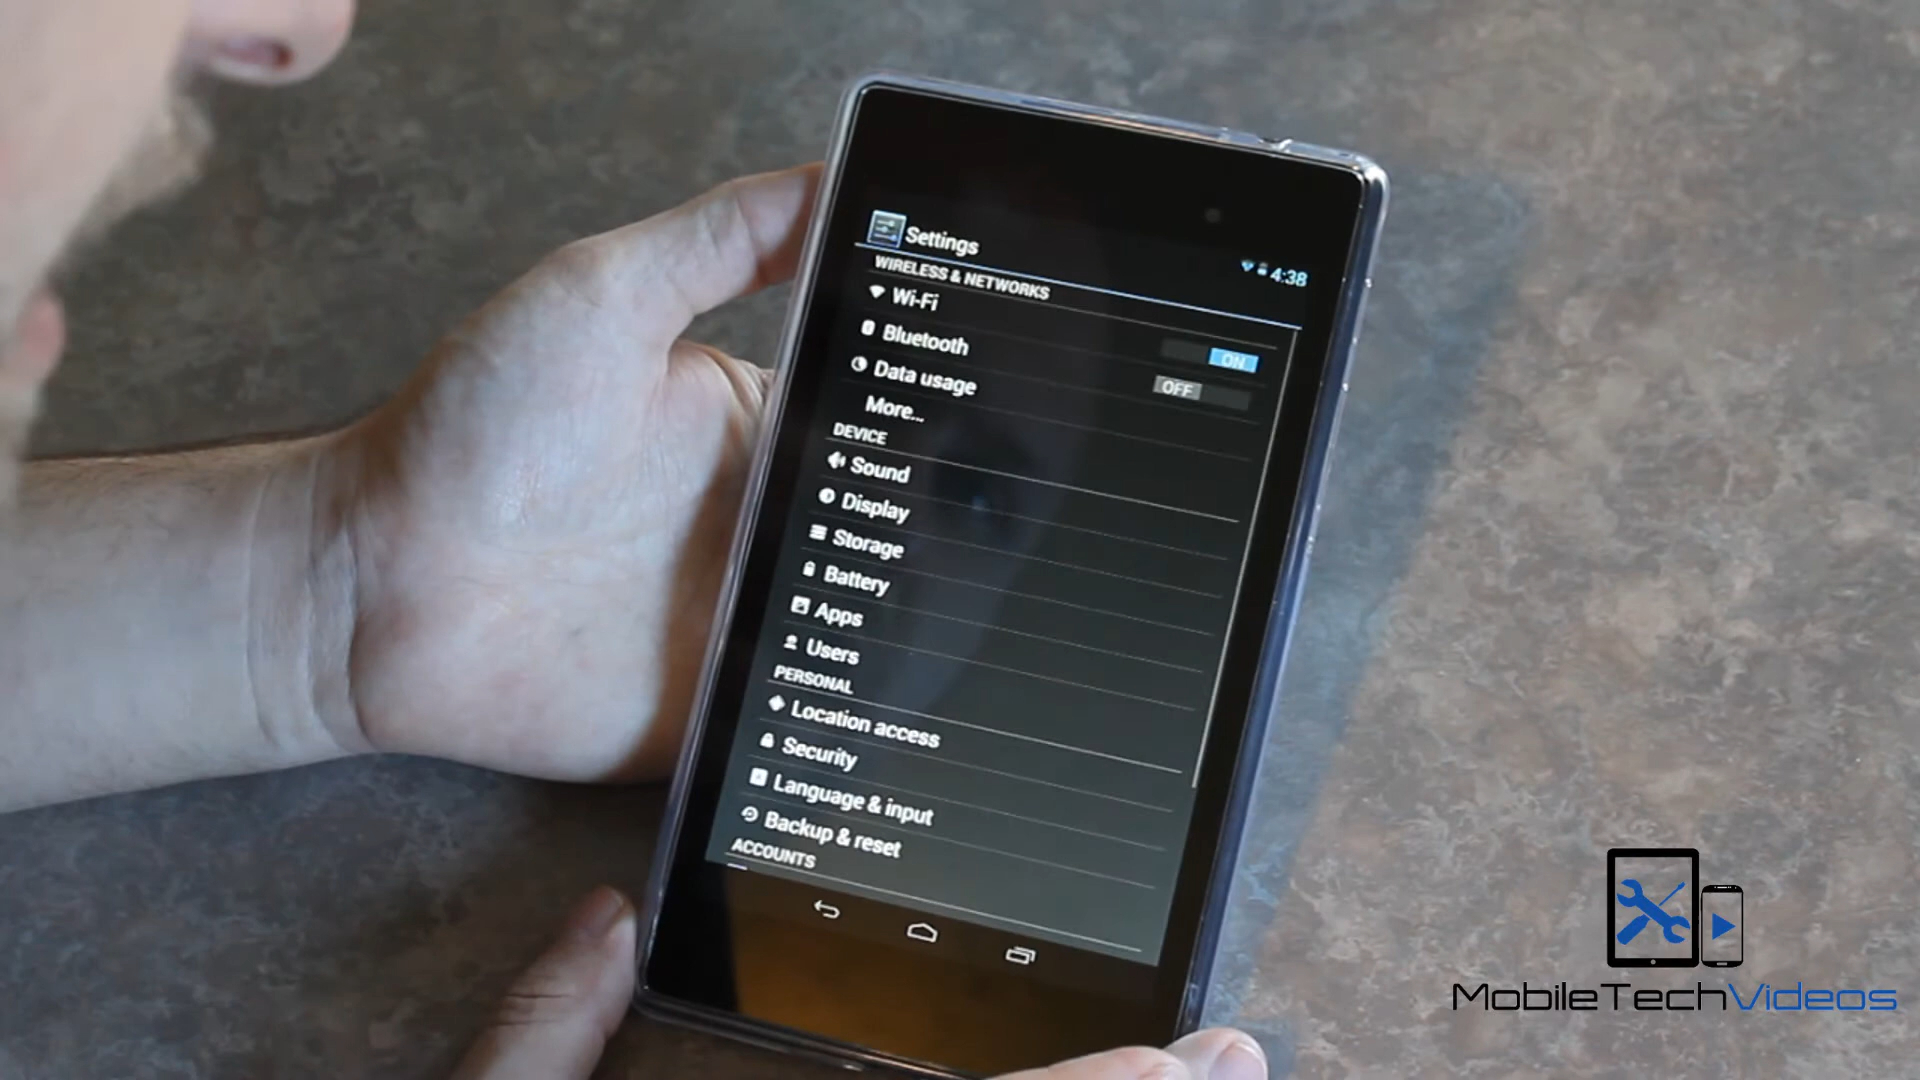 Settings
4:38
WIRELESS & NETWORKS
Wi-Fi
ON
Bluetooth
OFF
Data usage
More...
DEVICE
Sound
Display
Storage
Battery
Apps
Users
PERSONAL
Location access
Security
Language & input
Backup & reset
ACCOUNTS
MobileTechVideos